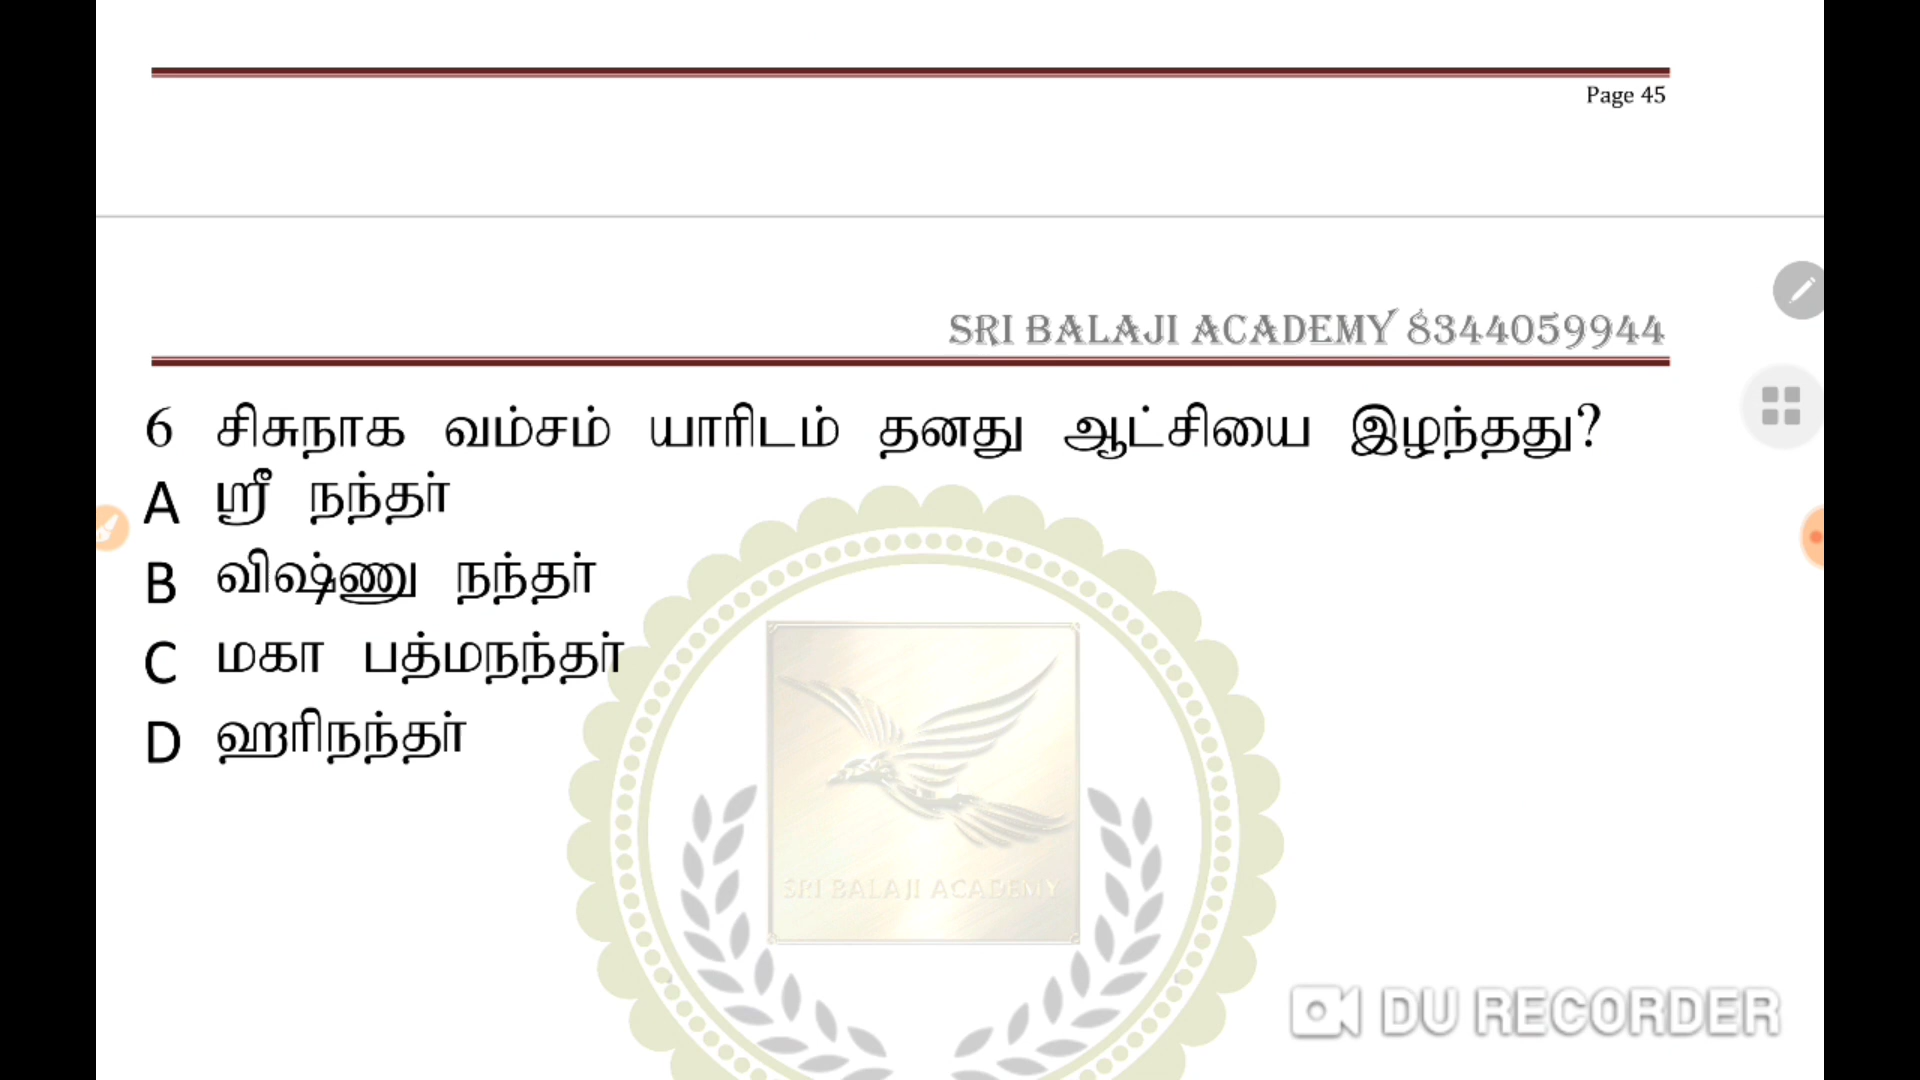 Page 45
SRI BALAJI ACADEMY 8344059944
6 சிசுநாக வம்சம் யாரிடம் தனது ஆட்சியை இழந்தது?
A ஸ்ரீ நந்தர்
B விஷ்ணு நந்தர்
C மகா பத்மநந்தர்
D ஹரிநந்தர்
SRI BALAJI ACADEMY
DU RECORDER